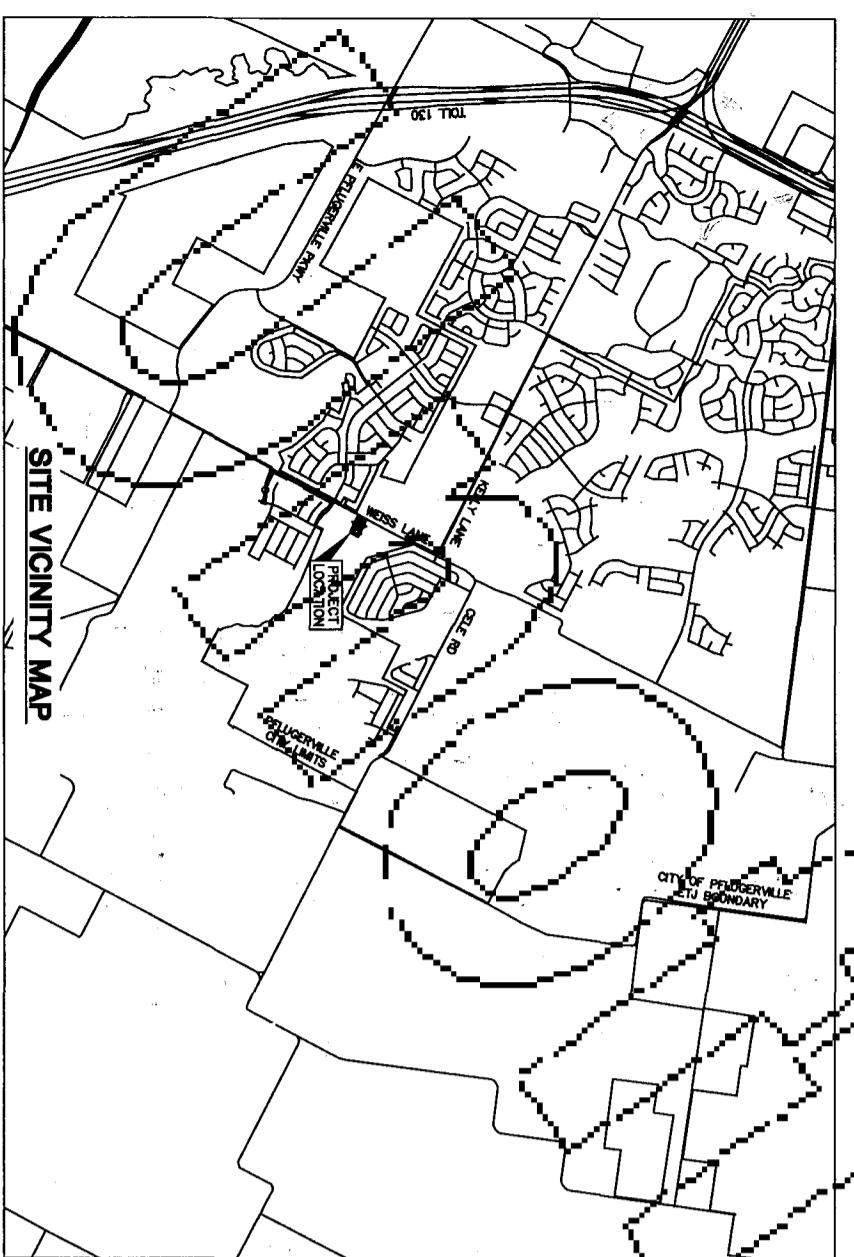 TOLL 130
E PFLUGERVILLE PKWY
KELLY LANE
WEISS LANE
CELE RD
PROJECT
LOCATION
PFLUGERVILLE
CITY LIMITS
CITY OF PFLUGERVILLE
ETJ BOUNDARY
SITE VICINITY MAP